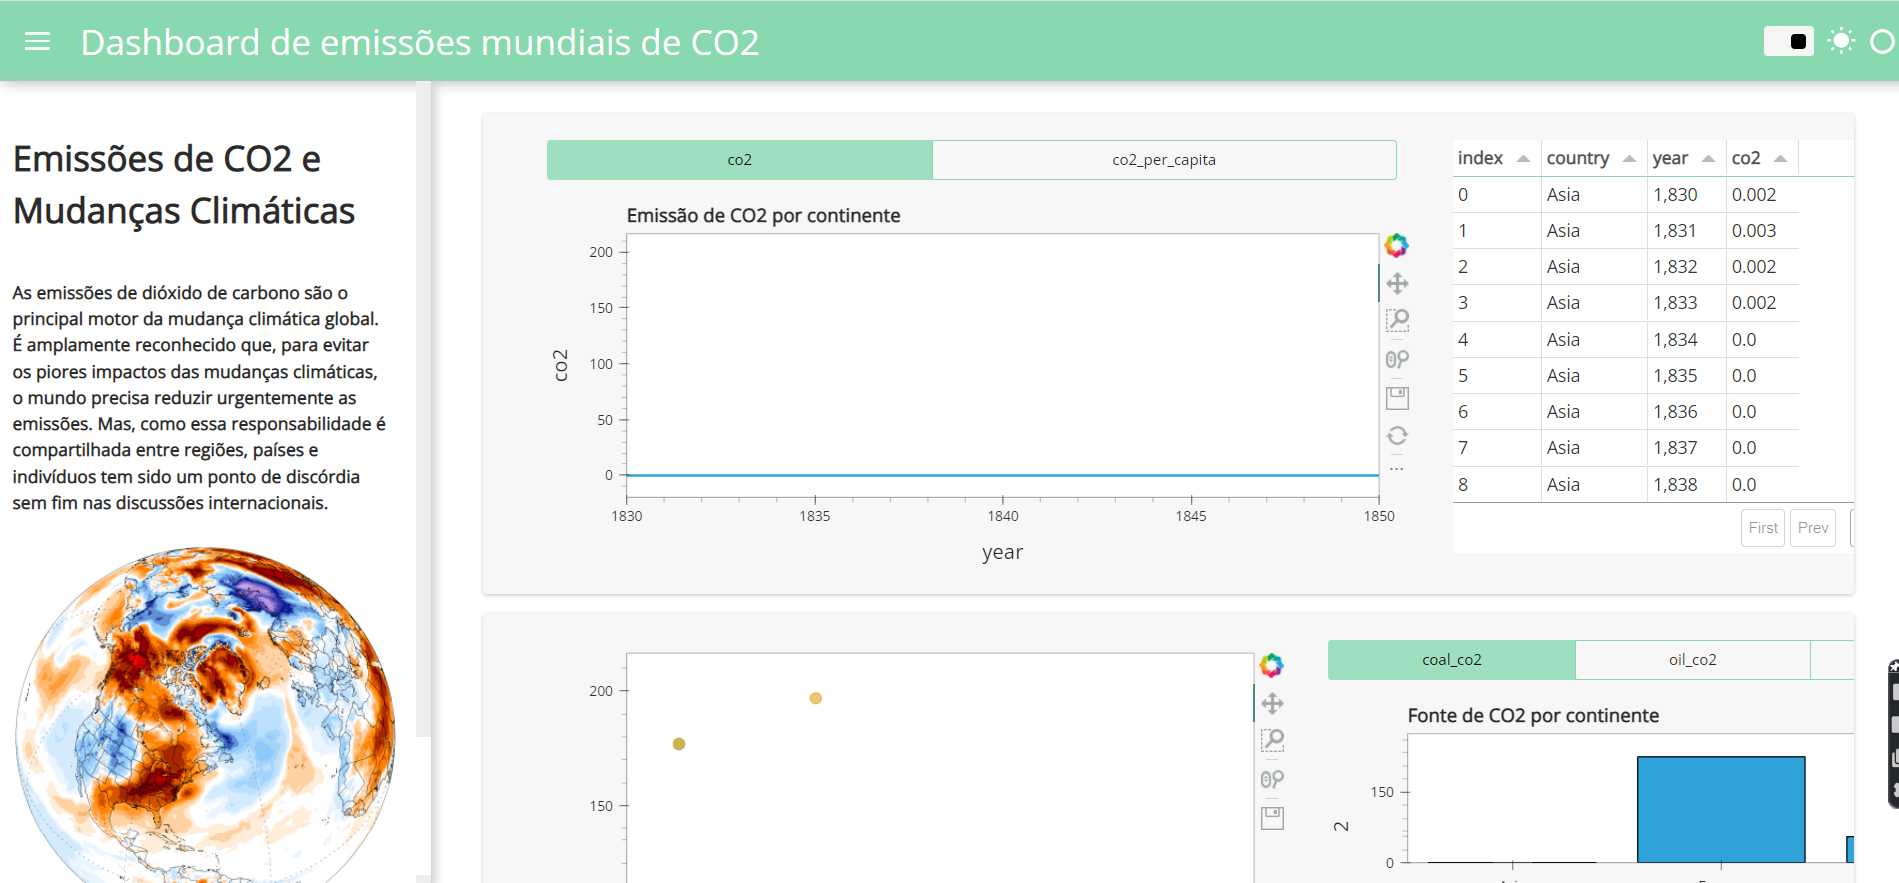 Dashboard de emissões mundiais de CO2
Emissões de CO2 e
Mudanças Climáticas
As emissões de dióxido de carbono são o
principal motor da mudança climática global.
É amplamente reconhecido que, para evitar
os piores impactos das mudanças climáticas,
o mundo precisa reduzir urgentemente as
emissões. Mas, como essa responsabilidade é
compartilhada entre regiões, países e
indivíduos tem sido um ponto de discórdia
sem fim nas discussões internacionais.
co2
co2_per_capita
Emissão de CO2 por continente
200
150
100
50
0
co2
1830
1835
1840
1845
1850
year
index country year co2
0 Asia 1,830 0.002
1 Asia 1,831 0.003
2 Asia 1,832 0.002
3 Asia 1,833 0.002
4 Asia 1,834 0.0
5 Asia 1,835 0.0
6 Asia 1,836 0.0
7 Asia 1,837 0.0
8 Asia 1,838 0.0
First Prev
200
150
coal_co2
oil_co2
Fonte de CO2 por continente
150
0
2